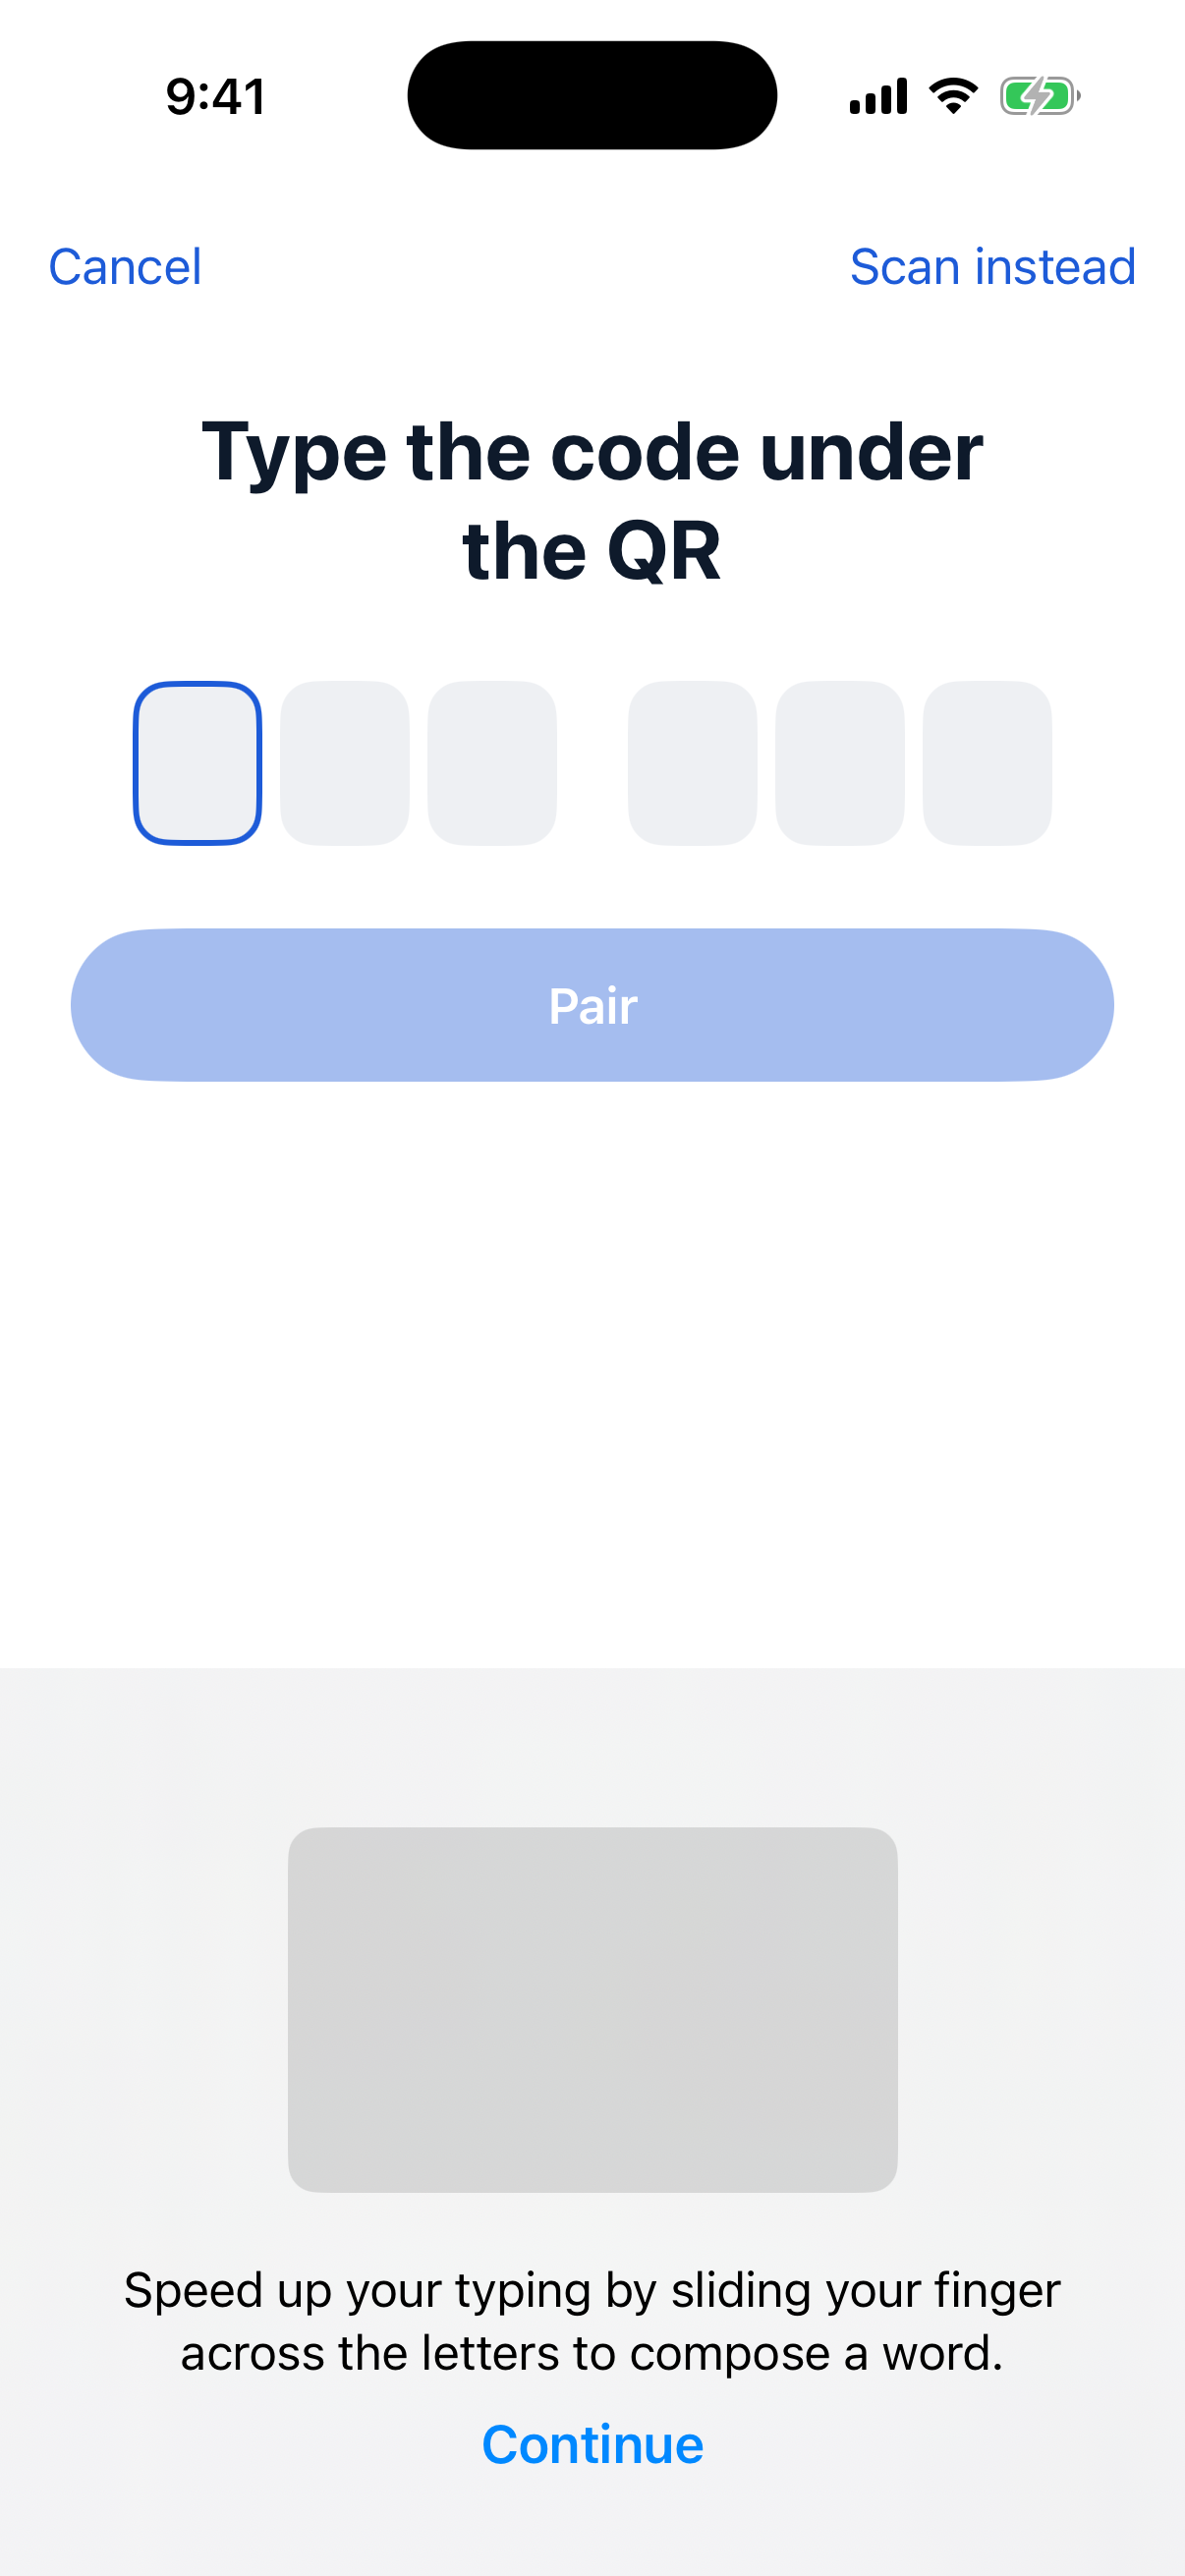 9:41
Cancel
Scan instead
Type the code under
the QR
Pair
Speed up your typing by sliding your finger
across the letters to compose a word.
Continue